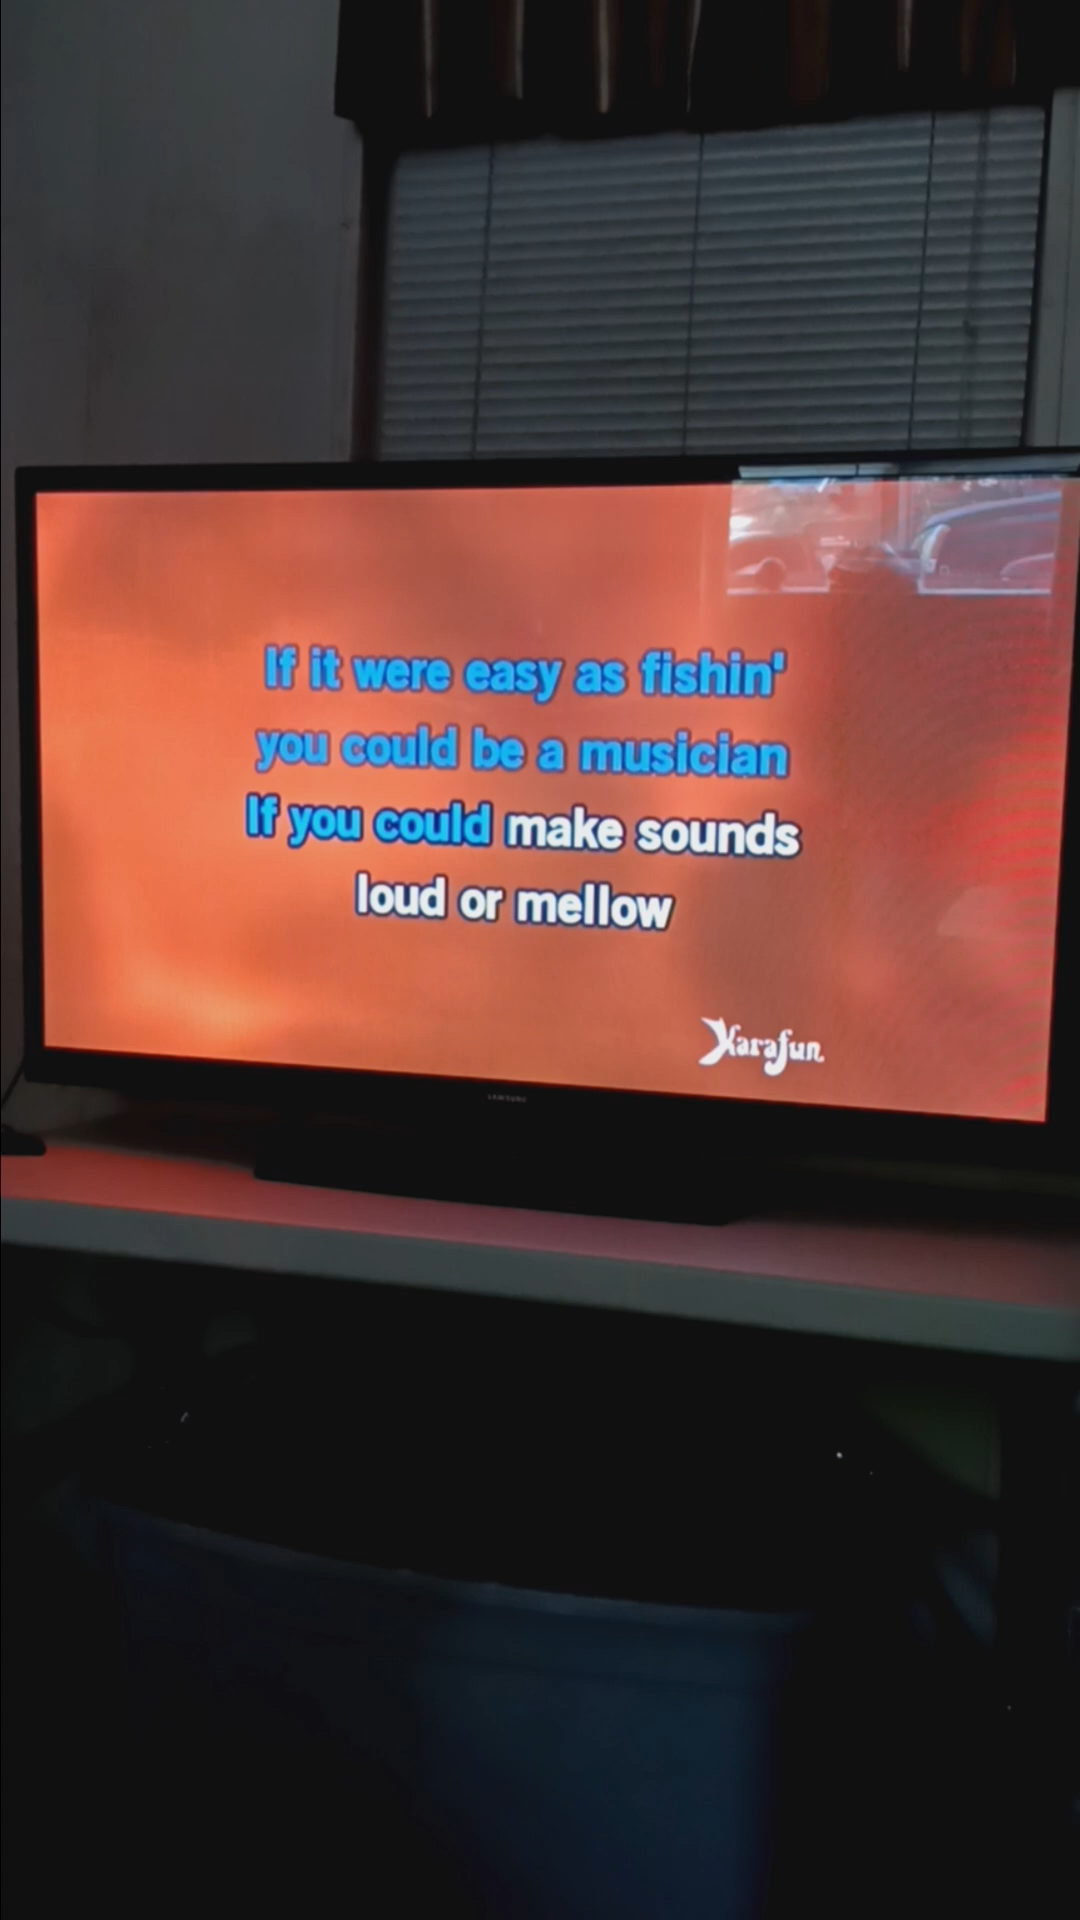 If it were easy as fishin'
you could be a musician
If you could make sounds
loud or mellow
Karafun
SAMSUNG